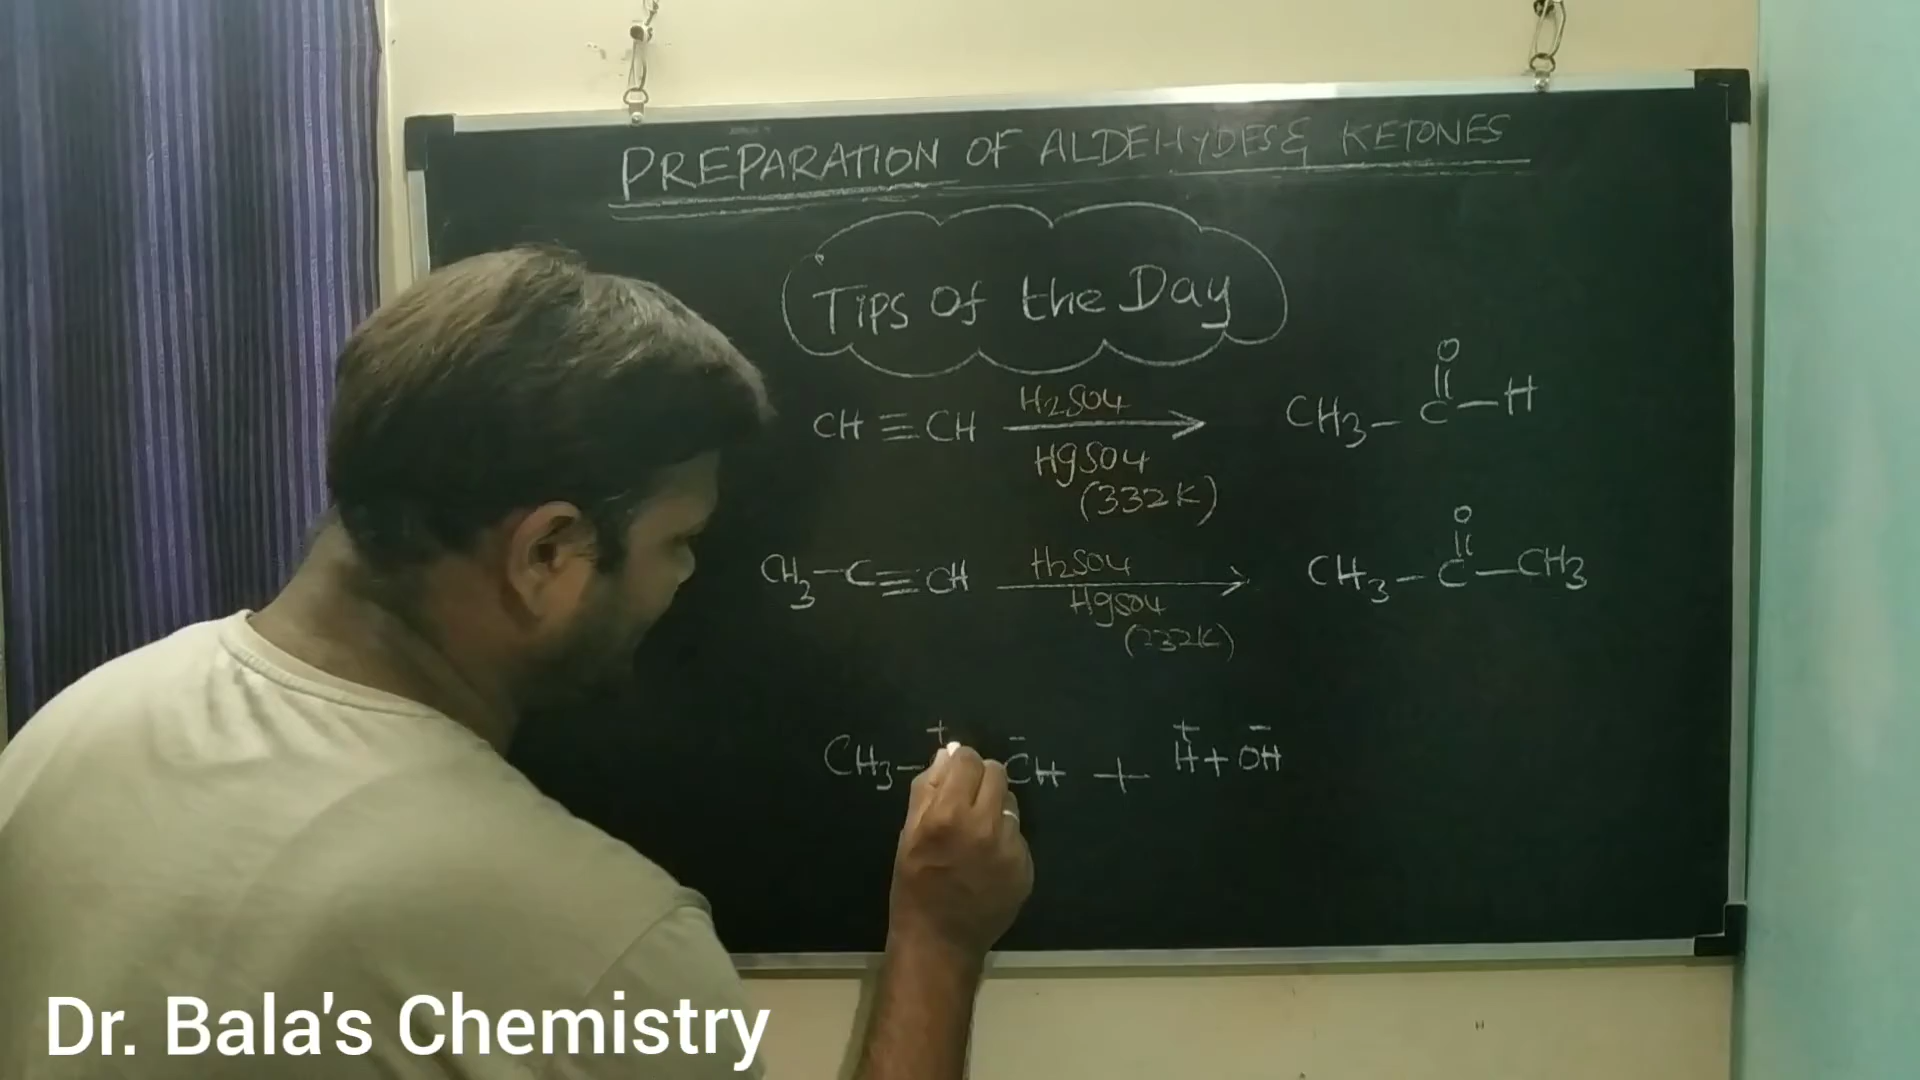 PREPARATION OF ALDEHYDES & KETONES
Tips Of the Day
CH≡CH H2SO4 HgSO4 (332K) CH3-C-H
O
CH3-C≡CH H2SO4 HgSO4 (332K) CH3-C-CH3
O
CH3- + C̄H + H⁺+OH⁻
Dr. Bala's Chemistry